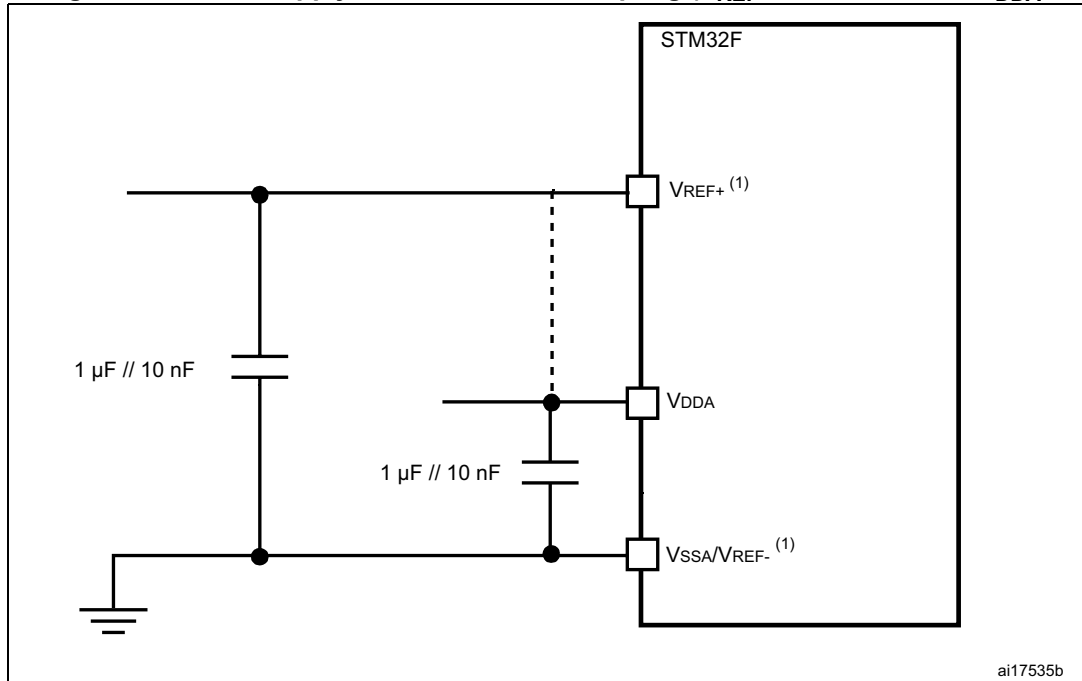 STM32F
VREF+ (1)
1 µF // 10 nF
VDDA
1 µF // 10 nF
VSSA/VREF- (1)
ai17535b